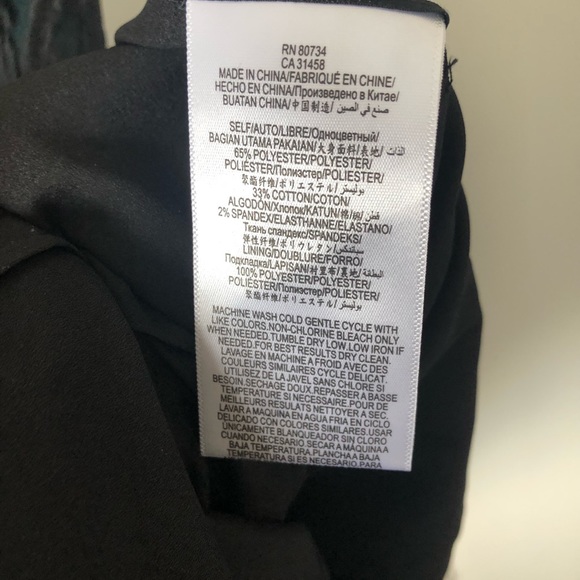 RN 80734
CA 31458
MADE IN CHINA/FABRIQUÉ EN CHINE/
HECHO EN CHINA/Произведено в Китае/
BUATAN CHINA/中国制造/ صنع في الصين
SELF/AUTO/LIBRE/Одноцветный/
BAGIAN UTAMA PAKAIAN/大身面料/表地/ الذات
65% POLYESTER/POLYESTER/
POLIÉSTER/Полиэстер/POLIESTER/
聚酯纤维/ポリエステル/ بوليستر
33% COTTON/COTON/
ALGODÓN/Хлопок/KATUN/棉/綿/ قطن
2% SPANDEX/ELASTHANNE/ELASTANO/
Ткань спандекс/SPANDEKS/
弹性纤维/ポリウレタン/ سباندكس
LINING/DOUBLURE/FORRO/
Подкладка/LAPISAN/衬里布/裏地/ البطانة
100% POLYESTER/POLYESTER/
POLIÉSTER/Полиэстер/POLIESTER/
聚酯纤维/ポリエステル/ بوليستر
MACHINE WASH COLD GENTLE CYCLE WITH
LIKE COLORS.NON-CHLORINE BLEACH ONLY
WHEN NEEDED.TUMBLE DRY LOW.LOW IRON IF
NEEDED.FOR BEST RESULTS DRY CLEAN.
LAVAGE EN MACHINE A FROID AVEC DES
COULEURS SIMILAIRES CYCLE DELICAT.
UTILISEZ DE LA JAVEL SANS CHLORE SI
BESOIN.SECHAGE DOUX.REPASSER A BASSE
TEMPERATURE SI NECESSAIRE.POUR DE
MEILLEURS RESULTATS NETTOYER A SEC.
LAVAR A MAQUINA EN AGUA FRIA EN CICLO
DELICADO CON COLORES SIMILARES.USAR
UNICAMENTE BLANQUEADOR SIN CLORO
CUANDO NECESARIO.SECAR A MÁQUINA A
BAJA TEMPERATURA.PLANCHA A BAJA
TEMPERATURA SI ES NECESARIO.PARA